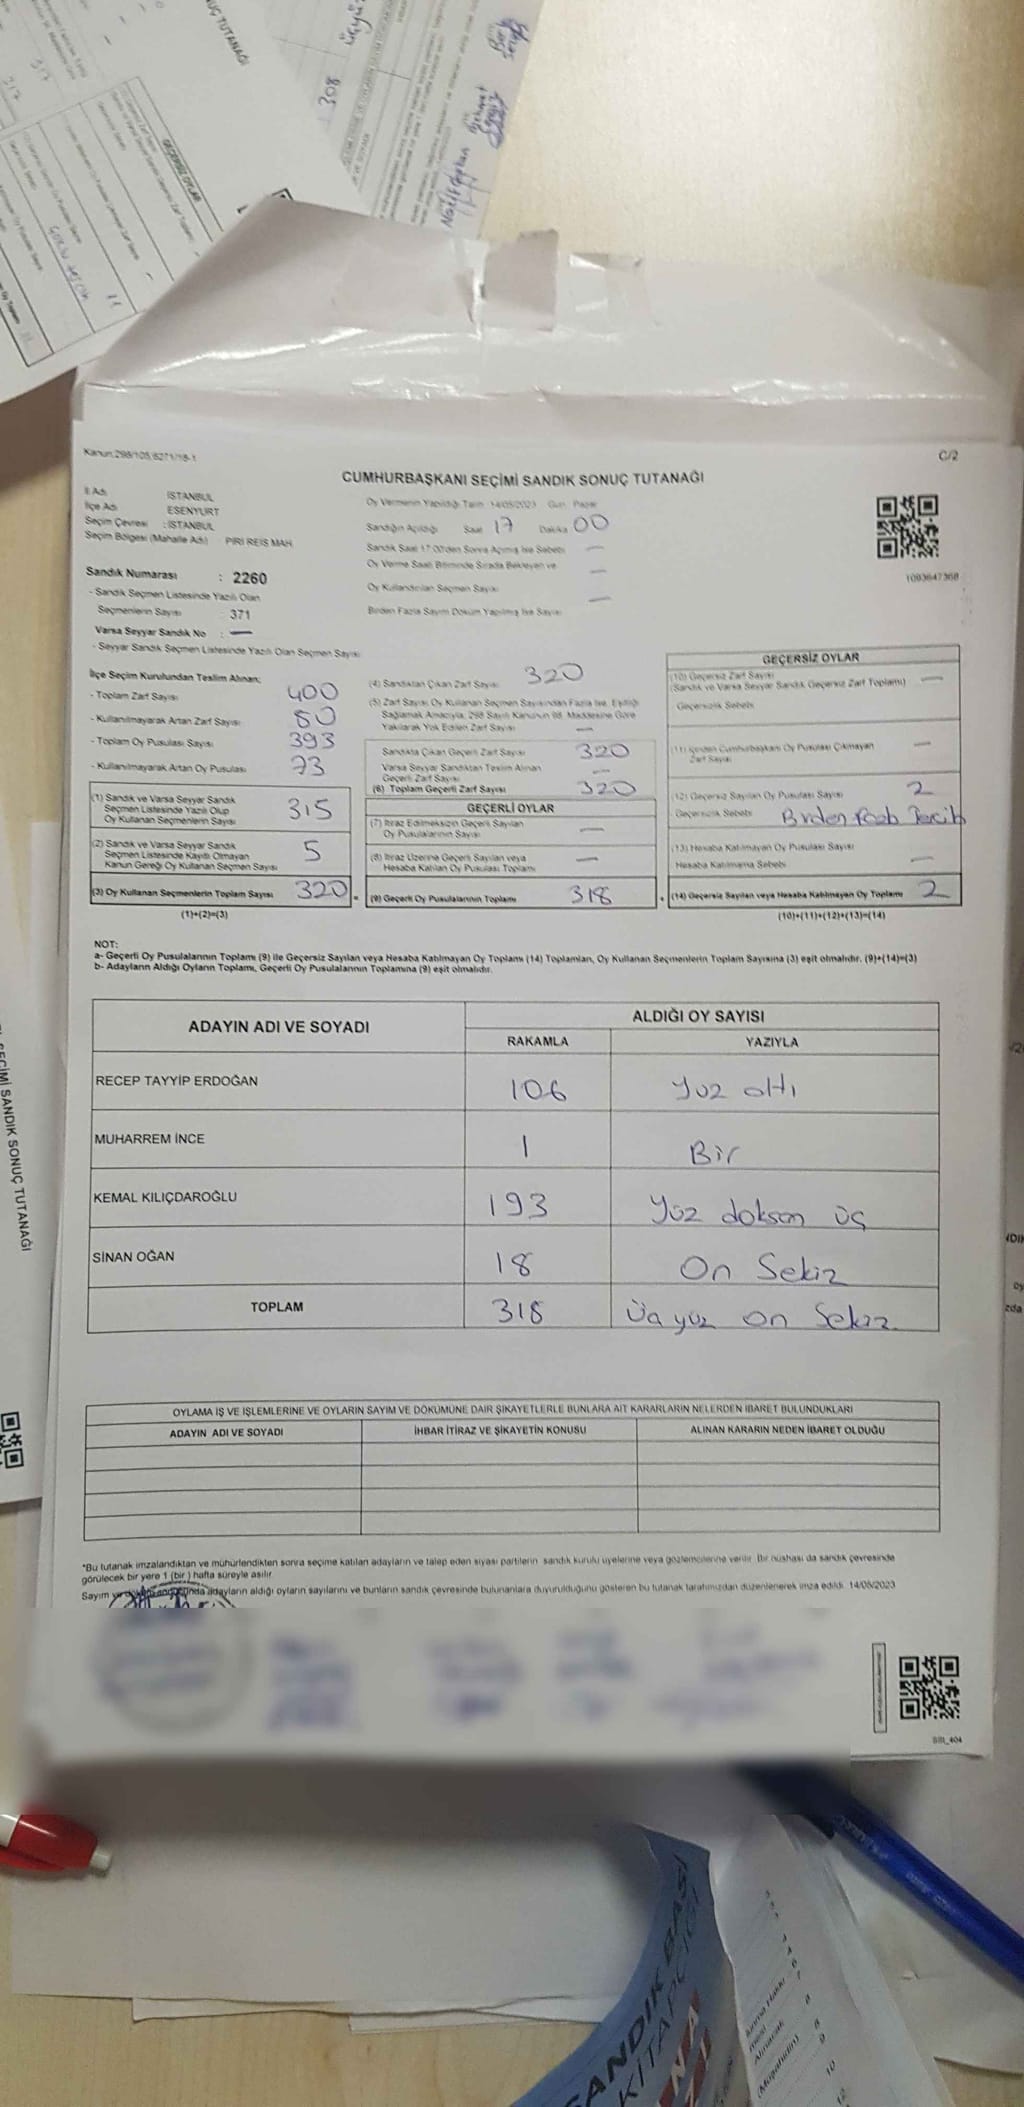 308
GEÇERSİZ OYLAR
Kanun:298/105,6271/18-1
C/2
CUMHURBAŞKANI SEÇİMİ SANDIK SONUÇ TUTANAĞI
İl Adı İSTANBUL
İlçe Adı ESENYURT
Seçim Çevresi : İSTANBUL
Seçim Bölgesi (Mahalle Adı) PİRİ REİS MAH.
Oy Vermenin Yapıldığı Tarih 14/05/2023 Gün Pazar
Sandığın Açıldığı Saat 17 Dakika 00
Sandık Saat 17:00'den Sonra Açılmış İse Sebebi —
Oy Verme Saati Bitiminde Sırada Bekleyen ve
Oy Kullandırılan Seçmen Sayısı —
Birden Fazla Sayım Döküm Yapılmış İse Sayısı —
1093647368
Sandık Numarası : 2260
- Sandık Seçmen Listesinde Yazılı Olan
Seçmenlerin Sayısı 371
Varsa Seyyar Sandık No : —
- Seyyar Sandık Seçmen Listesinde Yazılı Olan Seçmen Sayısı
İlçe Seçim Kurulundan Teslim Alınan;
- Toplam Zarf Sayısı 400
- Kullanılmayarak Artan Zarf Sayısı 80
- Toplam Oy Pusulası Sayısı 393
- Kullanılmayarak Artan Oy Pusulası 73
(1) Sandık ve Varsa Seyyar Sandık
Seçmen Listesinde Yazılı Olup
Oy Kullanan Seçmenlerin Sayısı 315
(2) Sandık ve Varsa Seyyar Sandık
Seçmen Listesinde Kayıtlı Olmayan
Kanun Gereği Oy Kullanan Seçmen Sayısı 5
(3) Oy Kullanan Seçmenlerin Toplam Sayısı 320
(1)+(2)=(3)
(4) Sandıktan Çıkan Zarf Sayısı 320
(5) Zarf Sayısı Oy Kullanan Seçmen Sayısından Fazla İse, Eşitliği
Sağlamak Amacıyla, 298 Sayılı Kanunun 98. Maddesine Göre
Yakılarak Yok Edilen Zarf Sayısı —
Sandıkta Çıkan Geçerli Zarf Sayısı 320
Varsa Seyyar Sandıktan Teslim Alınan
Geçerli Zarf Sayısı —
(6) Toplam Geçerli Zarf Sayısı 320
GEÇERLİ OYLAR
(7) İtiraz Edilmeksizin Geçerli Sayılan
Oy Pusulalarının Sayısı —
(8) İtiraz Üzerine Geçerli Sayılan veya
Hesaba Katılan Oy Pusulası Toplamı —
= (9) Geçerli Oy Pusulalarının Toplamı 318
GEÇERSİZ OYLAR
(10) Geçersiz Zarf Sayısı
(Sandık ve Varsa Seyyar Sandık Geçersiz Zarf Toplamı) —
Geçersizlik Sebebi
(11) İçinden Cumhurbaşkanı Oy Pusulası Çıkmayan
Zarf Sayısı —
(12) Geçersiz Sayılan Oy Pusulası Sayısı 2
Geçersizlik Sebebi Birden fazla Tercih
(13) Hesaba Katılmayan Oy Pusulası Sayısı
Hesaba Katılmama Sebebi —
+ (14) Geçersiz Sayılan veya Hesaba Katılmayan Oy Toplamı 2
(10)+(11)+(12)+(13)=(14)
NOT:
a- Geçerli Oy Pusulalarının Toplamı (9) ile Geçersiz Sayılan veya Hesaba Katılmayan Oy Toplamı (14) Toplamları, Oy Kullanan Seçmenlerin Toplam Sayısına (3) eşit olmalıdır. (9)+(14)=(3)
b- Adayların Aldığı Oyların Toplamı, Geçerli Oy Pusulalarının Toplamına (9) eşit olmalıdır.
ADAYIN ADI VE SOYADI
ALDIĞI OY SAYISI
RAKAMLA YAZIYLA
RECEP TAYYİP ERDOĞAN 106 Yüz altı
MUHARREM İNCE 1 Bir
KEMAL KILIÇDAROĞLU 193 Yüz doksan üç
SİNAN OĞAN 18 On Sekiz
TOPLAM 318 Üç yüz on Sekiz
OYLAMA İŞ VE İŞLEMLERİNE VE OYLARIN SAYIM VE DÖKÜMÜNE DAİR ŞİKAYETLERLE BUNLARA AİT KARARLARIN NELERDEN İBARET BULUNDUKLARI
ADAYIN ADI VE SOYADI İHBAR İTİRAZ VE ŞİKAYETİN KONUSU ALINAN KARARIN NEDEN İBARET OLDUĞU
*Bu tutanak imzalandıktan ve mühürlendikten sonra seçime katılan adayların ve talep eden siyasi partilerin sandık kurulu üyelerine veya gözlemcilerine verilir. Bir nüshası da sandık çevresinde
görülecek bir yere 1 (bir) hafta süreyle asılır.
Sayım ve döküm sonucunda adayların aldığı oyların sayılarını ve bunların sandık çevresinde bulunanlara duyurulduğunu gösteren bu tutanak tarafımızdan düzenlenerek imza edildi. 14/05/2023
SEÇİMİ SANDIK SONUÇ TUTANAĞI
SANDIK BAŞI
KİTAPÇIĞI